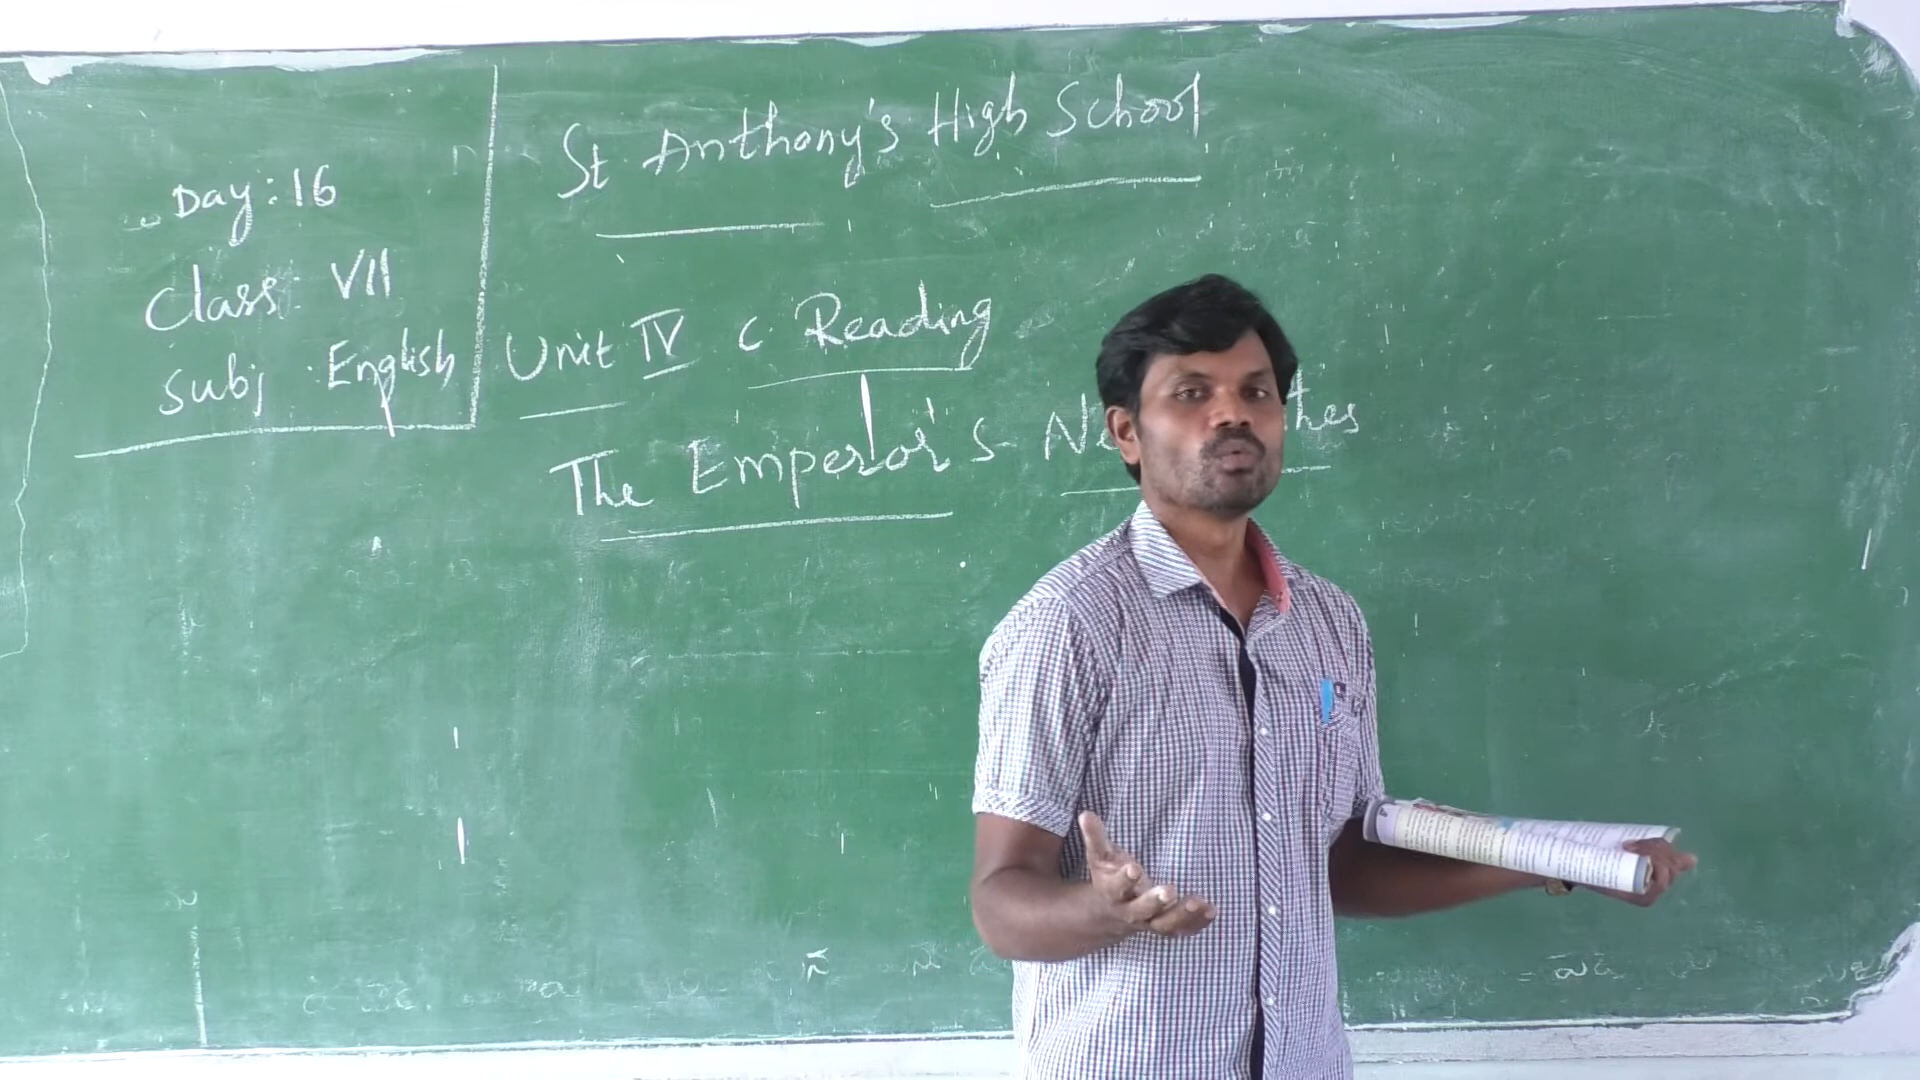 Day: 16
Class: VII
Subj: English
St Anthony's High School
Unit IV C. Reading
The Emperor's